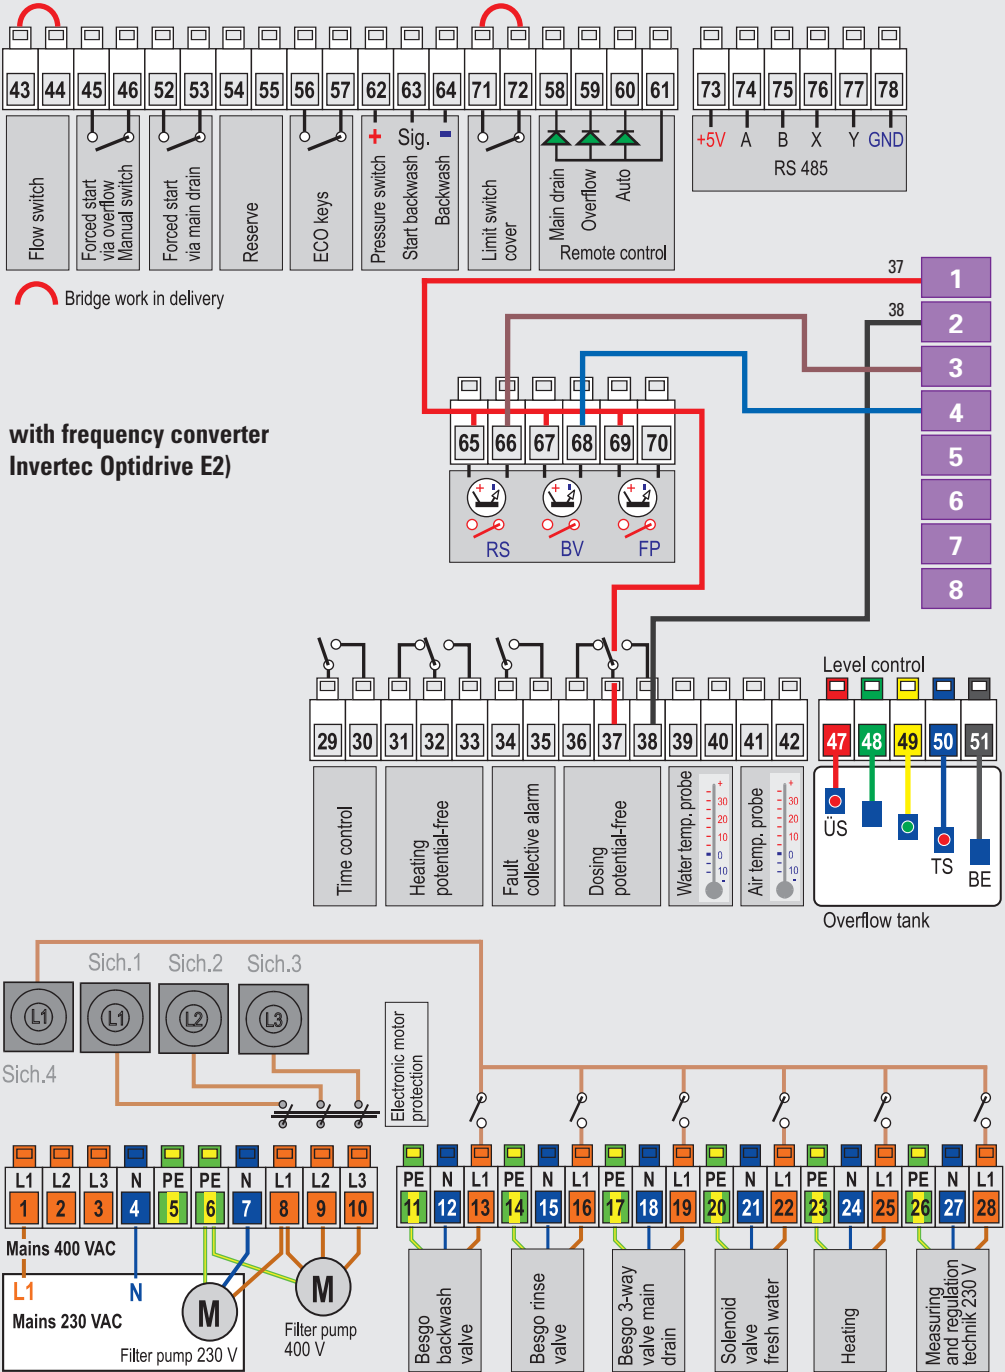 43 44 45 46 52 53 54 55 56 57 62 63 64 71 72 58 59 60 61
73 74 75 76 77 78
+ Sig. -
+5V A B X Y GND
RS 485
Flow switch
Forced start
via overflow
Manual switch
Forced start
via main drain
Reserve
ECO keys
Pressure switch
Start backwash
Backwash
Limit switch
cover
Main drain
Overflow
Auto
Remote control
Bridge work in delivery
37
38
1
2
3
4
5
6
7
8
with frequency converter
Invertec Optidrive E2)
65 66 67 68 69 70
+ - + - + -
RS BV FP
29 30 31 32 33 34 35 36 37 38 39 40 41 42
Time control
Heating
potential-free
Fault
collective alarm
Dosing
potential-free
Water temp. probe
+
30
20
10
0
10
-
Air temp. probe
+
30
20
10
0
10
-
Level control
47 48 49 50 51
ÜS
TS
BE
Overflow tank
Sich.1 Sich.2 Sich.3
L1 L1 L2 L3
Sich.4
Electronic motor
protection
L1 L2 L3 N PE PE N L1 L2 L3
1 2 3 4 5 6 7 8 9 10
PE N L1 PE N L1 PE N L1 PE N L1 PE N L1 PE N L1
11 12 13 14 15 16 17 18 19 20 21 22 23 24 25 26 27 28
Mains 400 VAC
L1 N
Mains 230 VAC
M
Filter pump 230 V
M
Filter pump
400 V
Besgo
backwash
valve
Besgo rinse
valve
Besgo 3-way
valve main
drain
Solenoid
valve
fresh water
Heating
Measuring
and regulation
technik 230 V